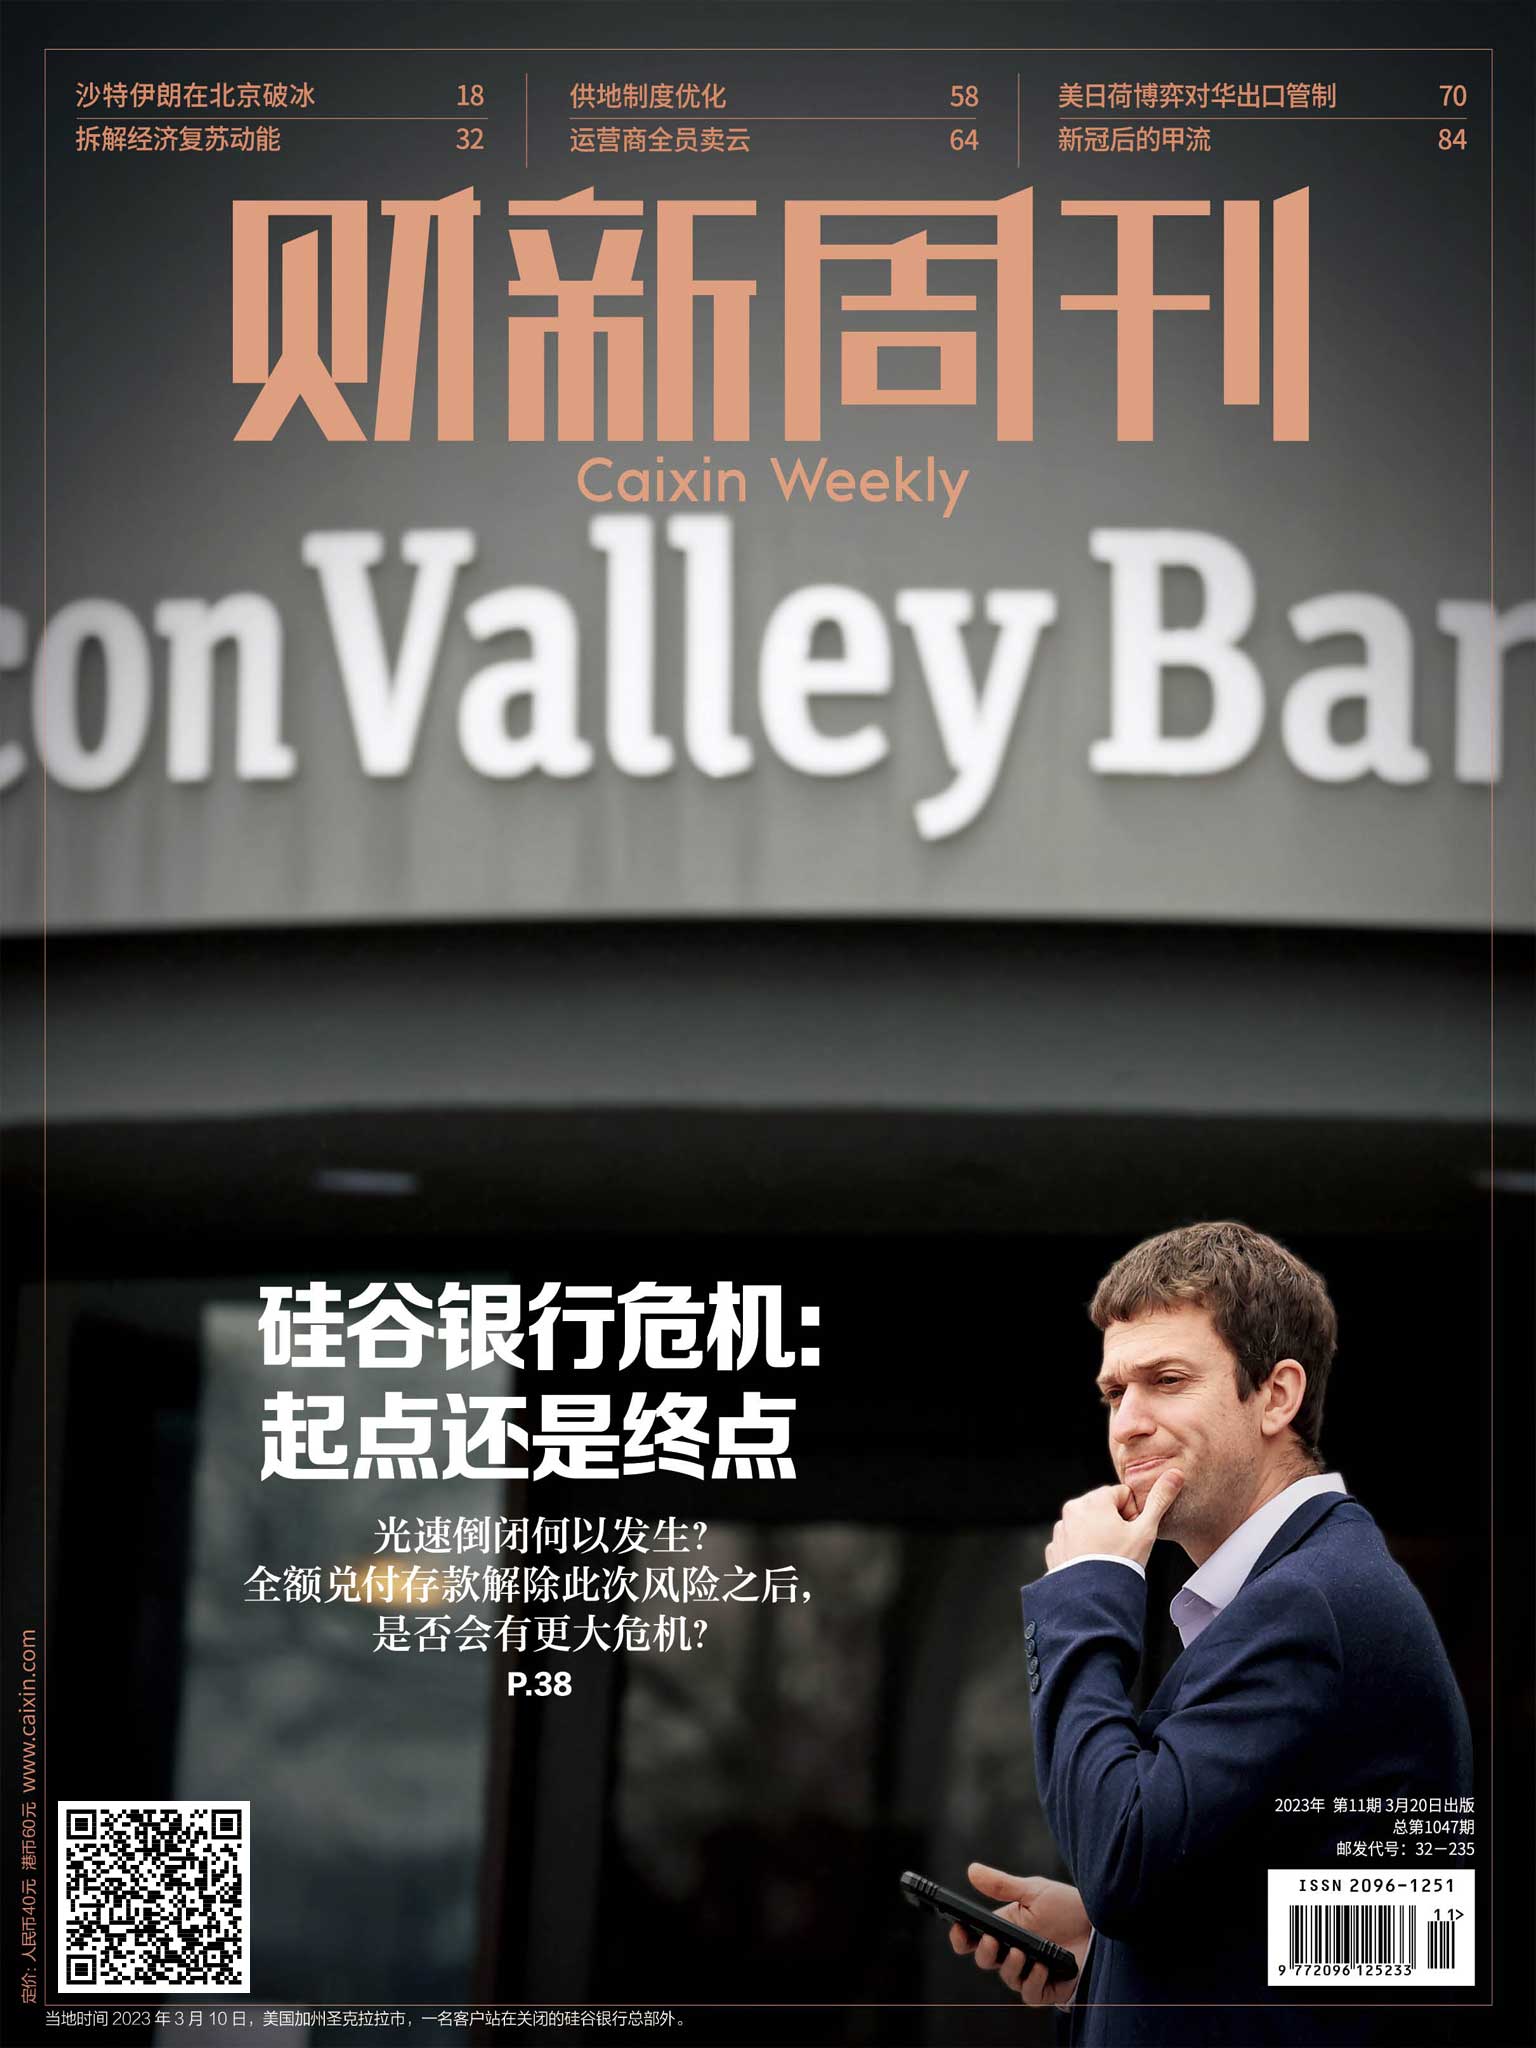 沙特伊朗在北京破冰 18
拆解经济复苏动能 32
供地制度优化 58
运营商全员卖云 64
美日荷博弈对华出口管制 70
新冠后的甲流 84
财新周刊
Caixin Weekly
con Valley Ban
硅谷银行危机：
起点还是终点
光速倒闭何以发生？
全额兑付存款解除此次风险之后，
是否会有更大危机？
P.38
定价：人民币40元 港币60元 www.caixin.com
2023年 第11期 3月20日出版
总第1047期
邮发代号：32－235
ISSN 2096-1251
11>
9 772096 125233
当地时间 2023 年 3 月 10 日，美国加州圣克拉拉市，一名客户站在关闭的硅谷银行总部外。